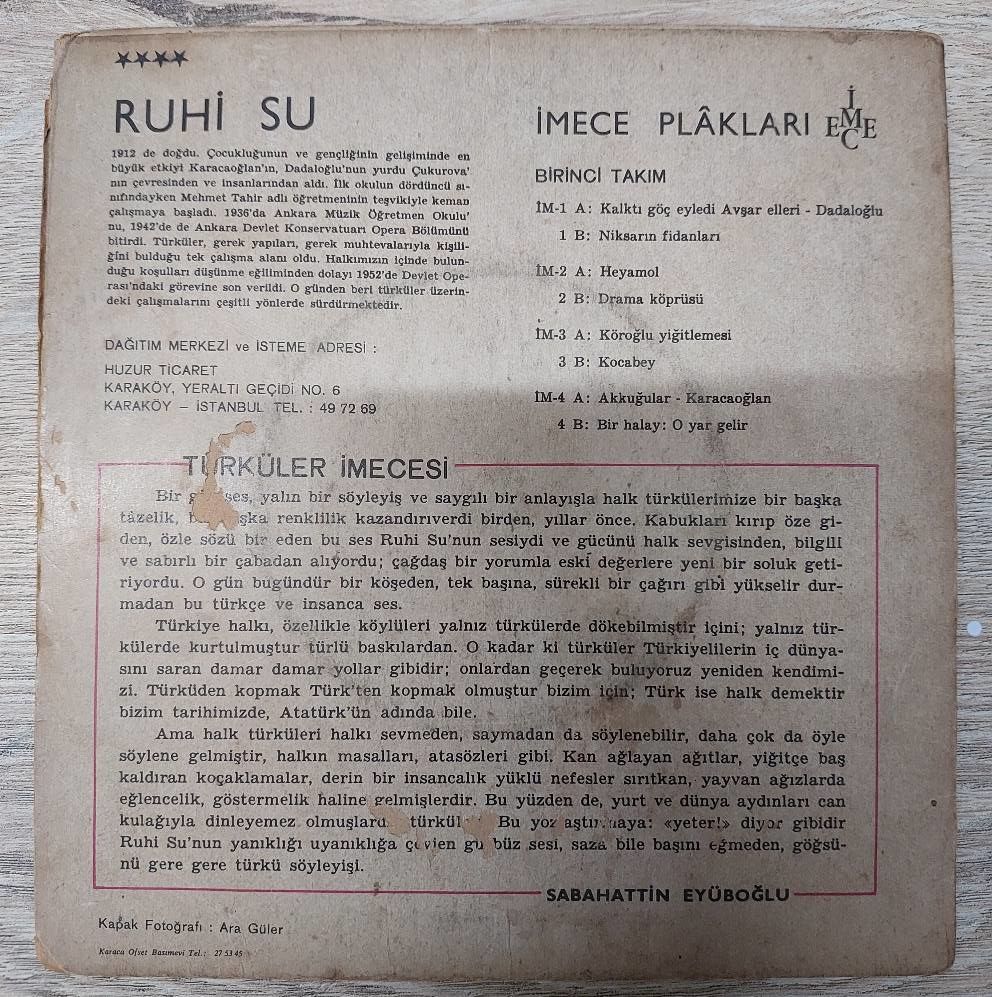 RUHİ SU
1912 de doğdu. Çocukluğunun ve gençliğinin gelişiminde en
büyük etkiyi Karacaoğlan'ın, Dadaloğlu'nun yurdu Çukurova'
nın çevresinden ve insanlarından aldı. İlk okulun dördüncü sı-
nıfındayken Mehmet Tahir adlı öğretmeninin teşvikiyle keman
çalışmaya başladı. 1936'da Ankara Müzik Öğretmen Okulu'
nu, 1942'de de Ankara Devlet Konservatuarı Opera Bölümünü
bitirdi. Türküler, gerek yapıları, gerek muhtevalarıyla kişili-
ğini bulduğu tek çalışma alanı oldu. Halkımızın içinde bulun-
duğu koşulları düşünme eğiliminden dolayı 1952'de Devlet Ope-
rası'ndaki görevine son verildi. O günden beri türküler üzerin-
deki çalışmalarını çeşitli yönlerde sürdürmektedir.
DAĞITIM MERKEZİ ve İSTEME ADRESİ :
HUZUR TİCARET
KARAKÖY, YERALTI GEÇİDİ NO. 6
KARAKÖY – İSTANBUL TEL. : 49 72 69
İMECE PLÂKLARI İMECE
BİRİNCİ TAKIM
İM-1 A: Kalktı göç eyledi Avşar elleri - Dadaloğlu
1 B: Niksarın fidanları
İM-2 A: Heyamol
2 B: Drama köprüsü
İM-3 A: Köroğlu yiğitlemesi
3 B: Kocabey
İM-4 A: Akkuğular - Karacaoğlan
4 B: Bir halay: O yar gelir
TÜRKÜLER İMECESİ
Bir ses, yalın bir söyleyiş ve saygılı bir anlayışla halk türkülerimize bir başka
tâzelik, renklilik kazandırıverdi birden, yıllar önce. Kabukları kırıp öze gi-
den, özle sözü bir eden bu ses Ruhi Su'nun sesiydi ve gücünü halk sevgisinden, bilgili
ve sabırlı bir çabadan alıyordu; çağdaş bir yorumla eski değerlere yeni bir soluk geti-
riyordu. O gün bugündür bir köşeden, tek başına, sürekli bir çağırı gibi yükselir dur-
madan bu türkçe ve insanca ses.
Türkiye halkı, özellikle köylüleri yalnız türkülerde dökebilmiştir içini; yalnız tür-
külerde kurtulmuştur türlü baskılardan. O kadar ki türküler Türkiyelilerin iç dünya-
sını saran damar damar yollar gibidir; onlardan geçerek buluyoruz yeniden kendimi-
zi. Türküden kopmak Türk'ten kopmak olmuştur bizim için; Türk ise halk demektir
bizim tarihimizde, Atatürk'ün adında bile.
Ama halk türküleri halkı sevmeden, saymadan da söylenebilir, daha çok da öyle
söylene gelmiştir, halkın masalları, atasözleri gibi. Kan ağlayan ağıtlar, yiğitçe baş
kaldıran koçaklamalar, derin bir insancalık yüklü nefesler sırıtkan, yayvan ağızlarda
eğlencelik, göstermelik haline gelmişlerdir. Bu yüzden de, yurt ve dünya aydınları can
kulağıyla dinleyemez Bu «yeter!» diyor gibidir
Ruhi Su'nun yanıklığı uyanıklığa sesi, saza bile başını eğmeden, göğsü-
nü gere gere türkü söyleyişi.
SABAHATTİN EYÜBOĞLU
Kapak Fotoğrafı : Ara Güler
Karaca Ofset Basımevi Tel.: 27 53 45